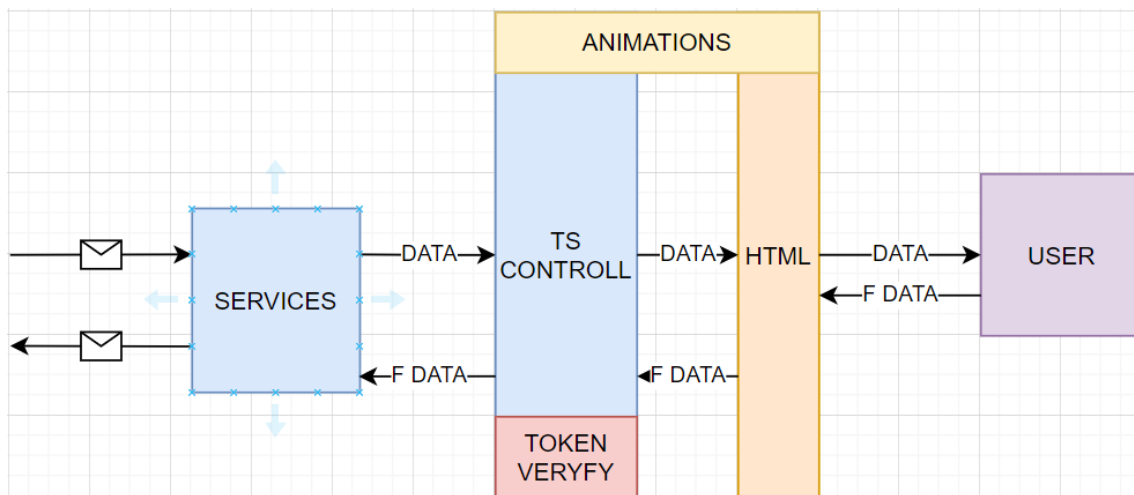 ANIMATIONS
SERVICES
DATA
TS
CONTROLL
DATA
HTML
DATA
USER
F DATA
F DATA
F DATA
TOKEN
VERYFY